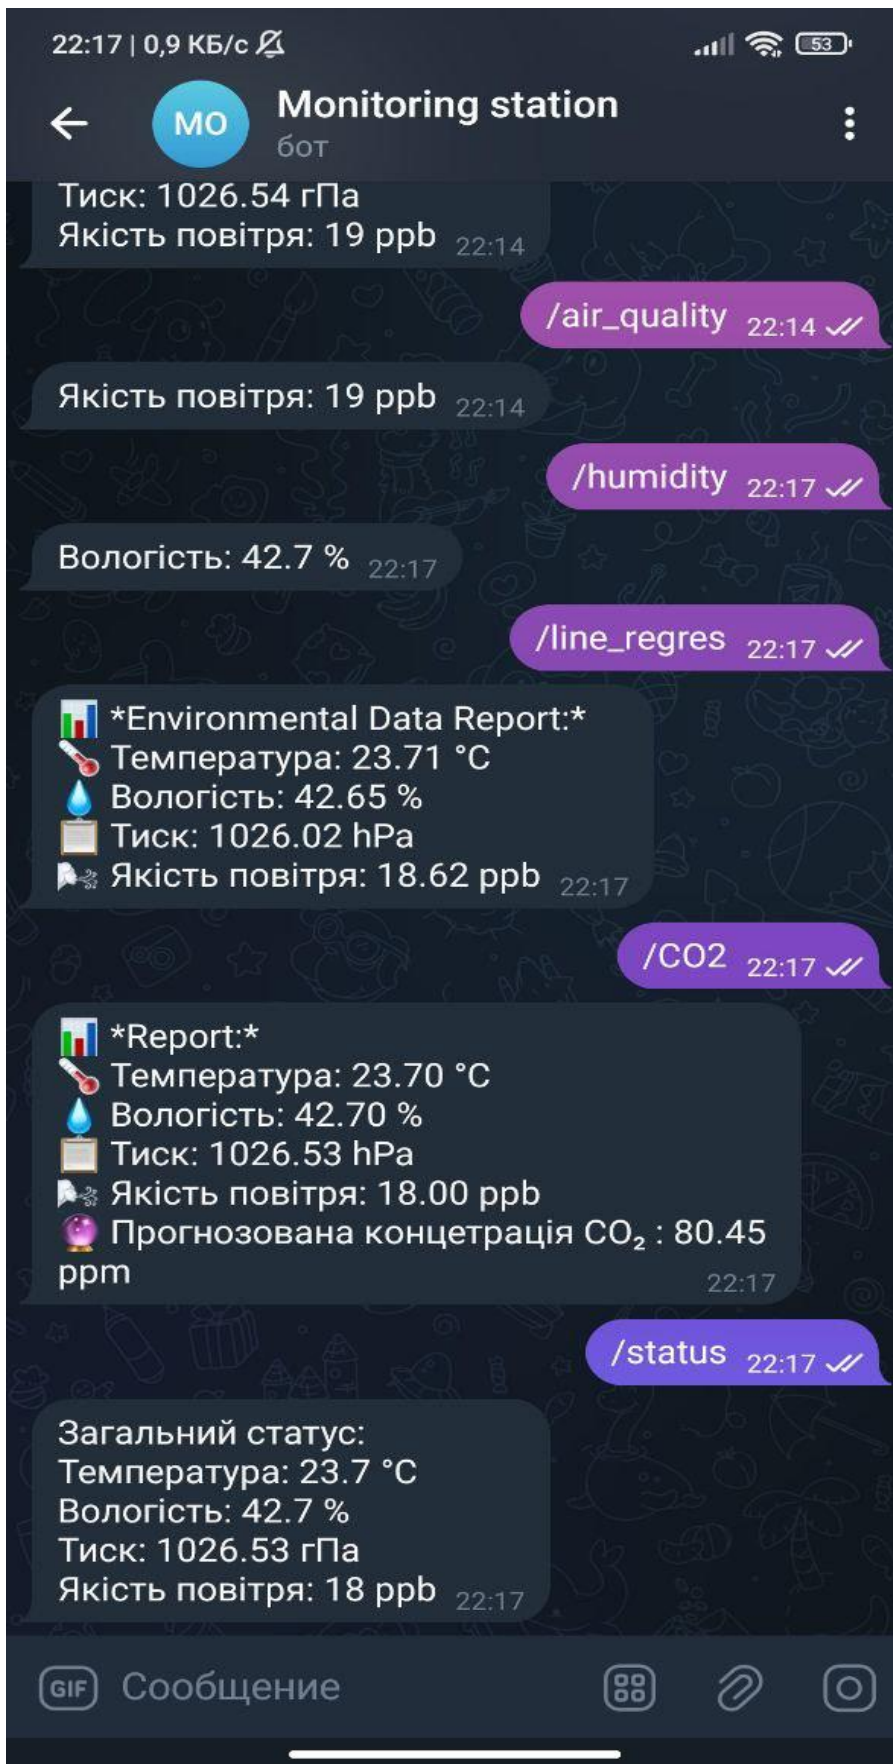 22:17 | 0,9 КБ/с
53
MO
Monitoring station
бот
Тиск: 1026.54 гПа
Якість повітря: 19 ppb 22:14
/air_quality 22:14
Якість повітря: 19 ppb 22:14
/humidity 22:17
Вологість: 42.7 % 22:17
/line_regres 22:17
*Environmental Data Report:*
Температура: 23.71 °C
Вологість: 42.65 %
Тиск: 1026.02 hPa
Якість повітря: 18.62 ppb 22:17
/CO2 22:17
*Report:*
Температура: 23.70 °C
Вологість: 42.70 %
Тиск: 1026.53 hPa
Якість повітря: 18.00 ppb
Прогнозована концетрація CO₂ : 80.45
ppm 22:17
/status 22:17
Загальний статус:
Температура: 23.7 °C
Вологість: 42.7 %
Тиск: 1026.53 гПа
Якість повітря: 18 ppb 22:17
GIF Сообщение